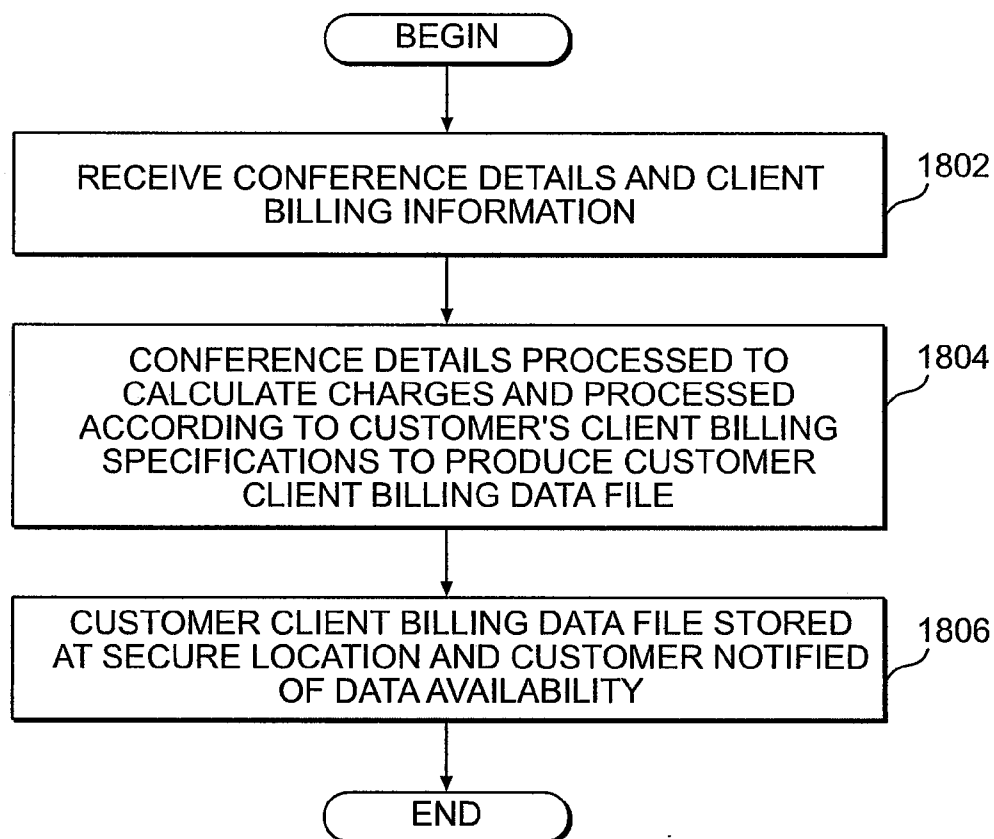 BEGIN
RECEIVE CONFERENCE DETAILS AND CLIENT
BILLING INFORMATION
1802
CONFERENCE DETAILS PROCESSED TO
CALCULATE CHARGES AND PROCESSED
ACCORDING TO CUSTOMER'S CLIENT BILLING
SPECIFICATIONS TO PRODUCE CUSTOMER
CLIENT BILLING DATA FILE
1804
CUSTOMER CLIENT BILLING DATA FILE STORED
AT SECURE LOCATION AND CUSTOMER NOTIFIED
OF DATA AVAILABILITY
1806
END